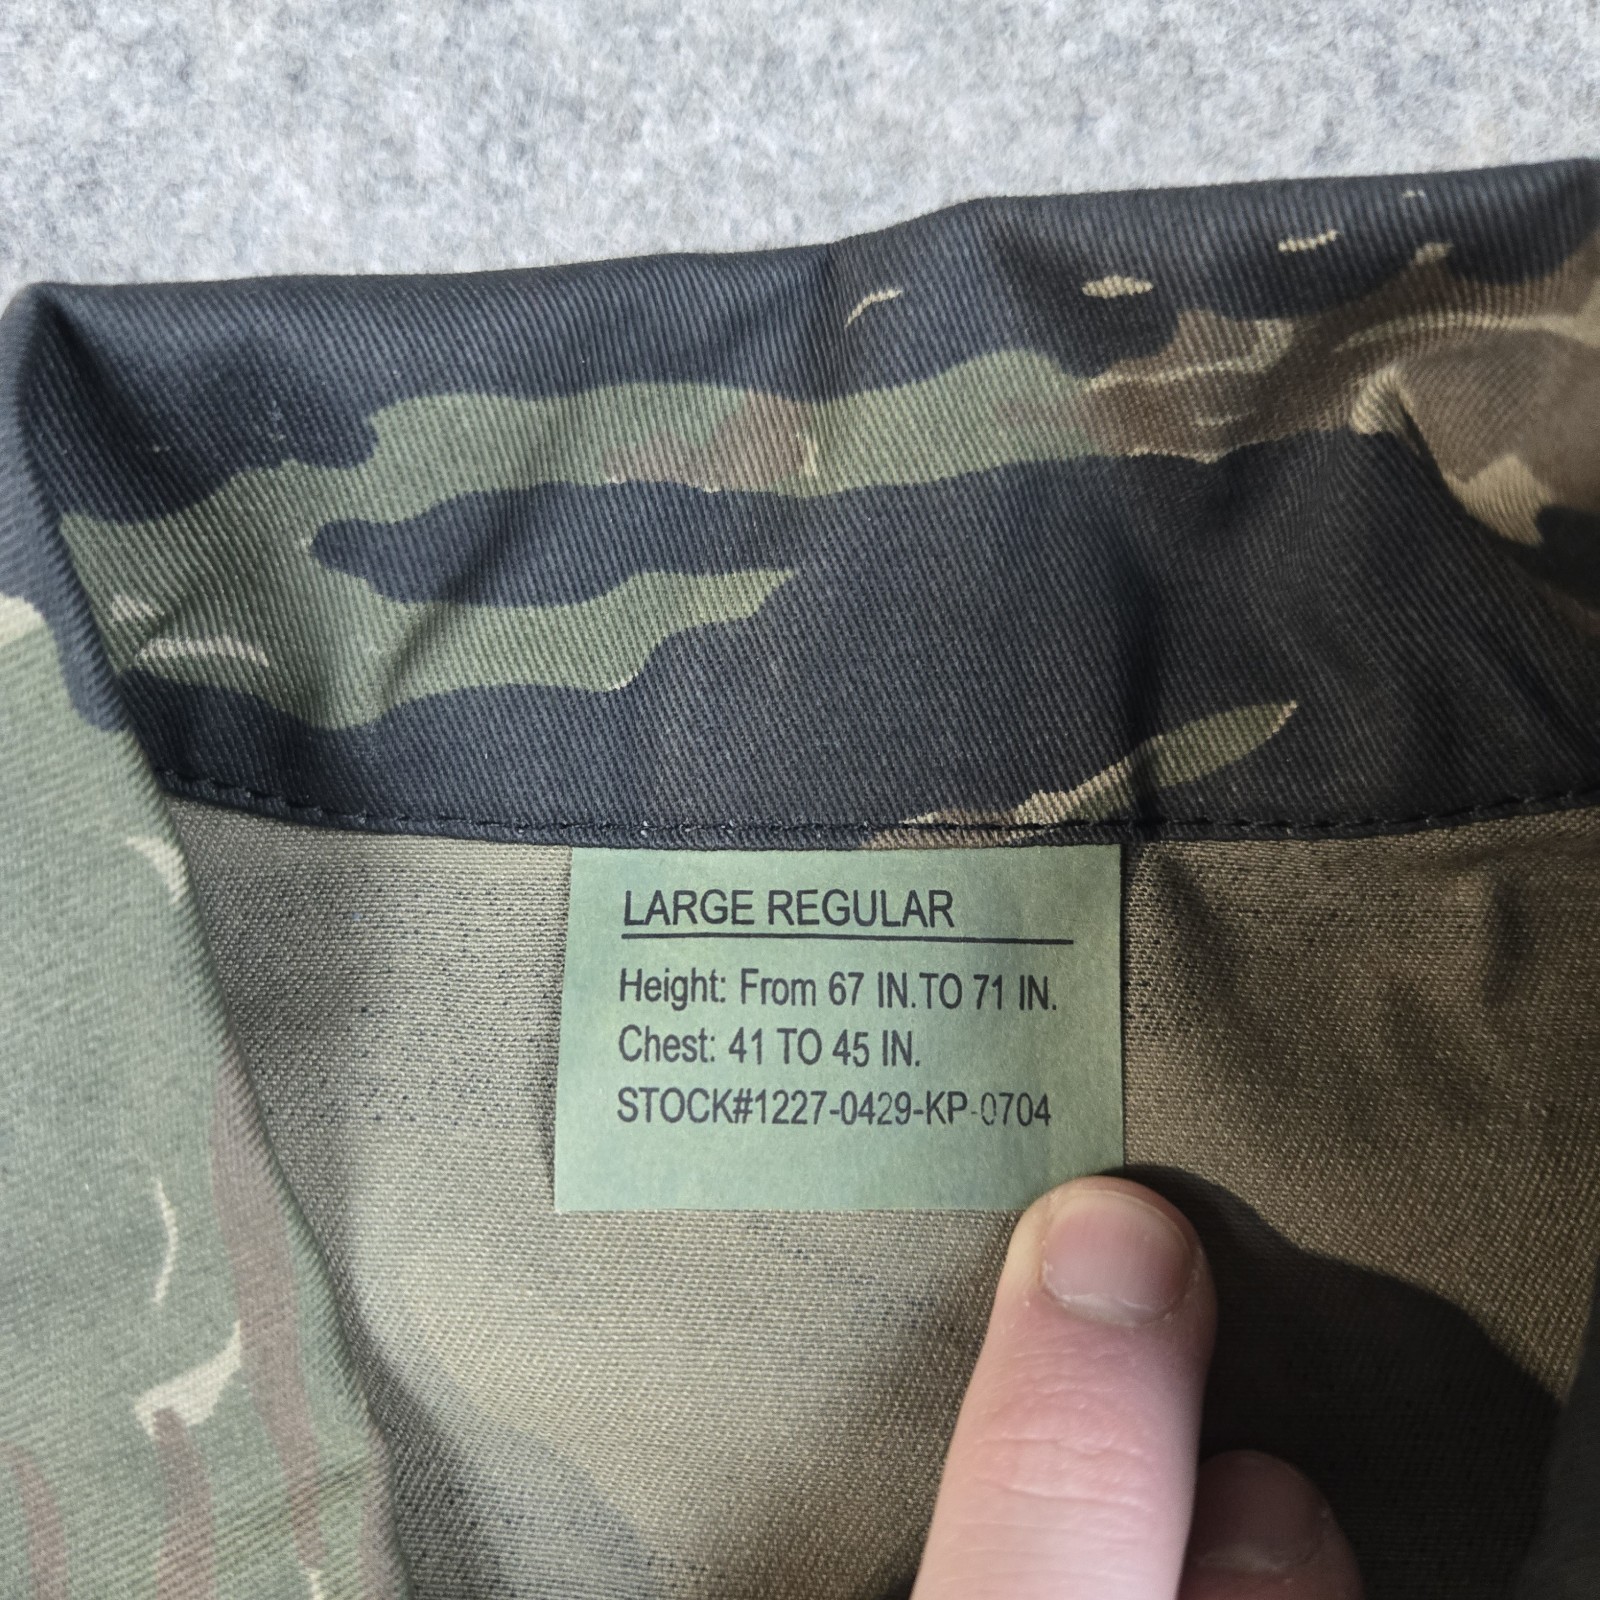 LARGE REGULAR
Height: From 67 IN.TO 71 IN.
Chest: 41 TO 45 IN.
STOCK#1227-0429-KP-0704